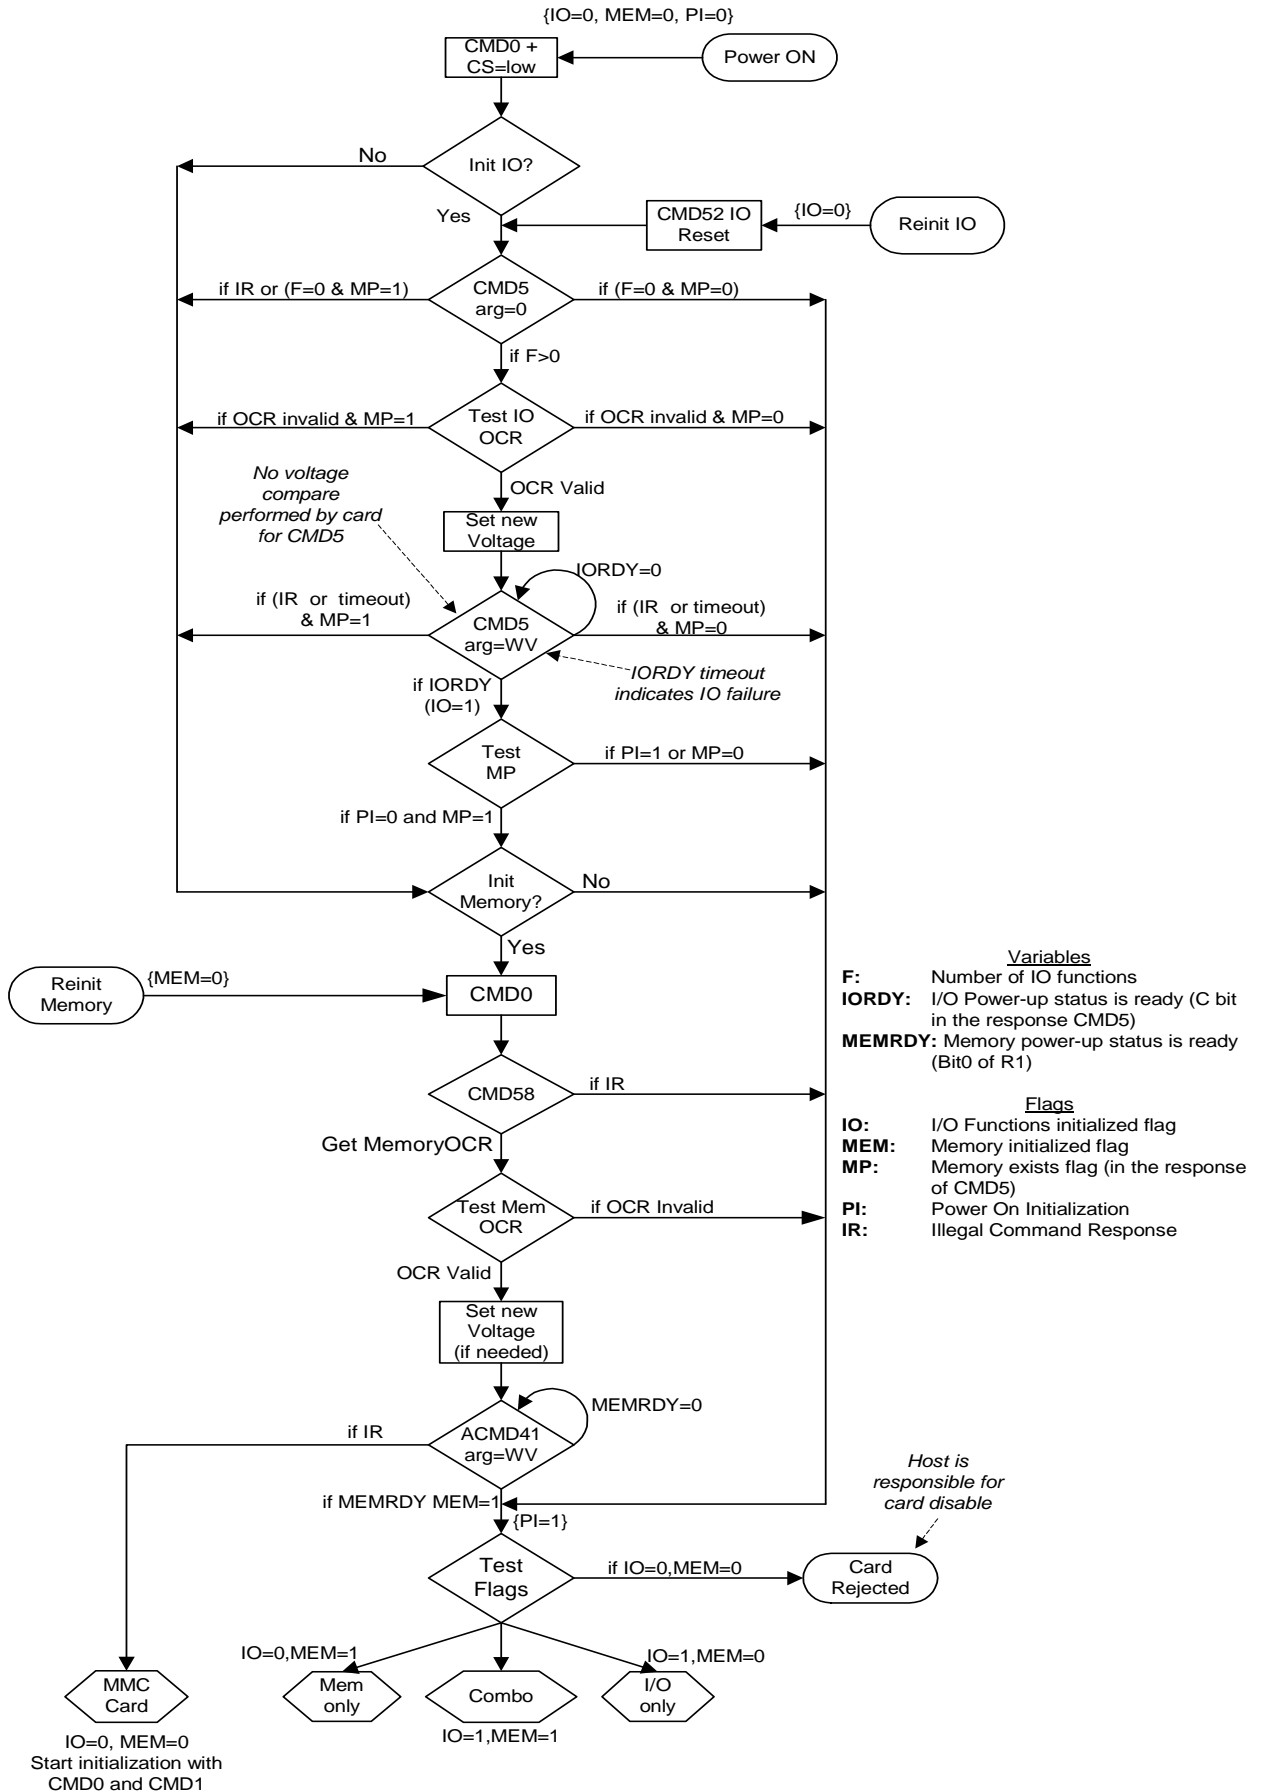 {IO=0, MEM=0, PI=0}
CMD0 +
CS=low
Power ON
No
Init IO?
Yes
CMD52 IO
Reset
{IO=0}
Reinit IO
if IR or (F=0 & MP=1)
CMD5
arg=0
if (F=0 & MP=0)
if F>0
if OCR invalid & MP=1
Test IO
OCR
if OCR invalid & MP=0
No voltage
compare
performed by card
for CMD5
OCR Valid
Set new
Voltage
IORDY=0
if (IR or timeout)
& MP=1
CMD5
arg=WV
if (IR or timeout)
& MP=0
IORDY timeout
indicates IO failure
if IORDY
(IO=1)
Test
MP
if PI=1 or MP=0
if PI=0 and MP=1
Init
Memory?
No
Yes
Reinit
Memory
{MEM=0}
CMD0
Variables
F: Number of IO functions
IORDY: I/O Power-up status is ready (C bit
in the response CMD5)
MEMRDY: Memory power-up status is ready
(Bit0 of R1)
Flags
IO: I/O Functions initialized flag
MEM: Memory initialized flag
MP: Memory exists flag (in the response
of CMD5)
PI: Power On Initialization
IR: Illegal Command Response
CMD58
if IR
Get MemoryOCR
Test Mem
OCR
if OCR Invalid
OCR Valid
Set new
Voltage
(if needed)
MEMRDY=0
if IR
ACMD41
arg=WV
Host is
responsible for
card disable
if MEMRDY MEM=1
{PI=1}
Test
Flags
if IO=0,MEM=0
Card
Rejected
IO=0,MEM=1
IO=1,MEM=0
MMC
Card
Mem
only
Combo
I/O
only
IO=1,MEM=1
IO=0, MEM=0
Start initialization with
CMD0 and CMD1